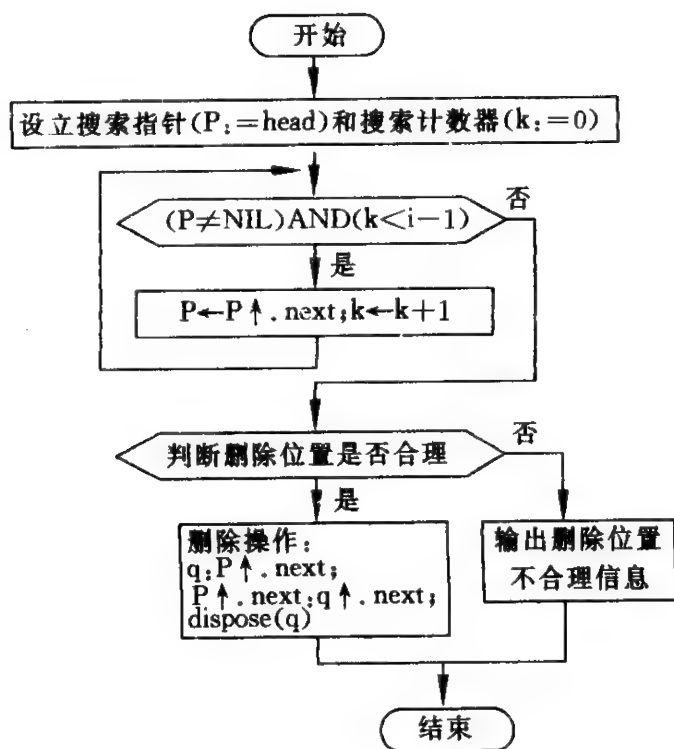 开始
设立搜索指针(P:=head)和搜索计数器(k:=0)
(P≠NIL)AND(k<i-1)
否
是
P←P↑.next;k←k+1
判断删除位置是否合理
否
是
删除操作:
q:P↑.next;
P↑.next:q↑.next;
dispose(q)
输出删除位置
不合理信息
结束